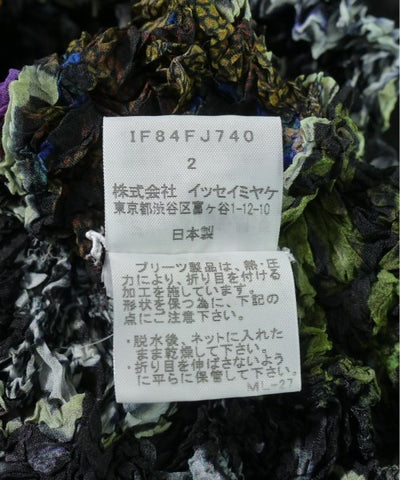 IF84FJ740
2
株式会社 イッセイミヤケ
東京都渋谷区富ヶ谷1-12-10
日本製
プリーツ製品は、熱・圧
力により、折り目を付ける
加工を施しています。
形状を保つ為に、下記の
点にご注意下さい。
・脱水後、ネットに入れた
まま乾燥して下さい。
・折り目を伸ばさないよう
に平らに保管して下さい。
ML-27